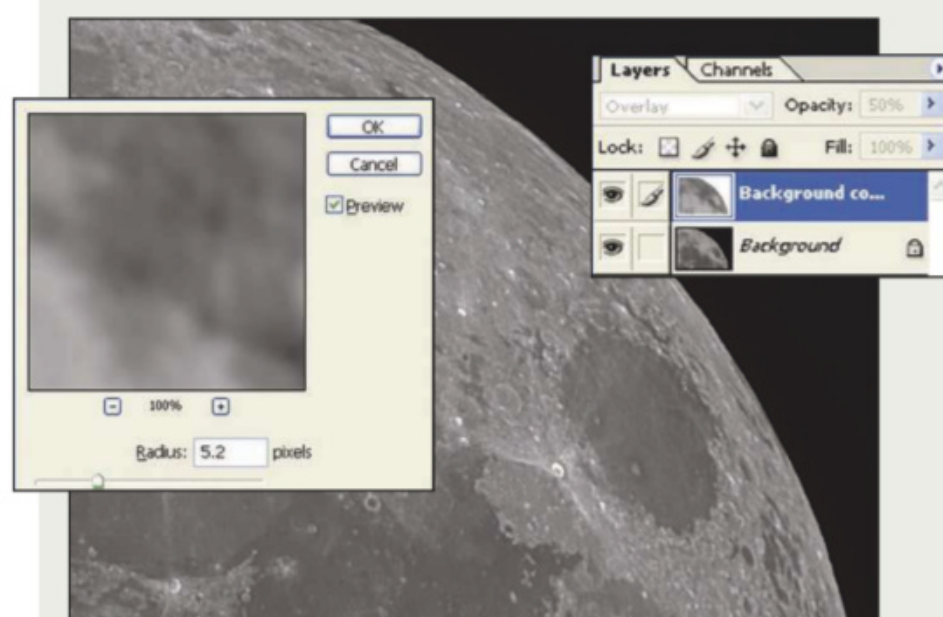 Layers Channels
Overlay Opacity: 50%
Lock: Fill: 100%
Background co...
Background
OK
Cancel
Preview
100%
Radius: 5.2 pixels